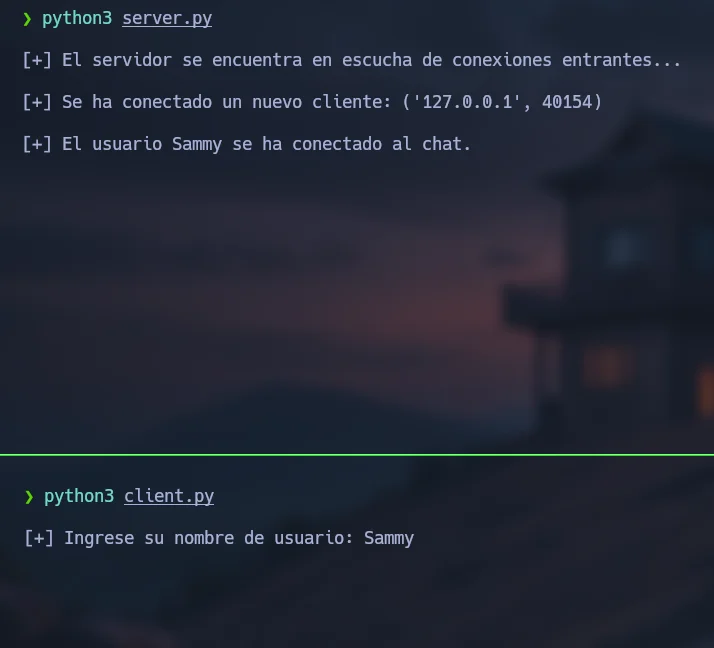 ❯ python3 server.py
[+] El servidor se encuentra en escucha de conexiones entrantes...
[+] Se ha conectado un nuevo cliente: ('127.0.0.1', 40154)
[+] El usuario Sammy se ha conectado al chat.
❯ python3 client.py
[+] Ingrese su nombre de usuario: Sammy